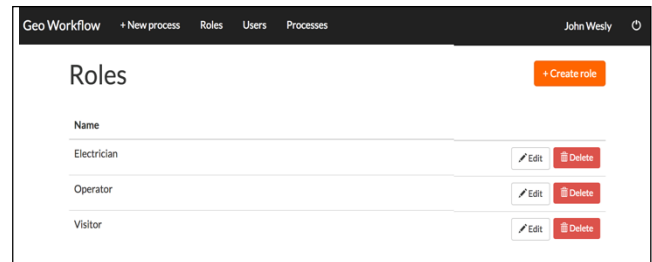 Geo Workflow + New process Roles Users Processes John Wesly
Roles
+ Create role
Name
Electrician Edit Delete
Operator Edit Delete
Visitor Edit Delete